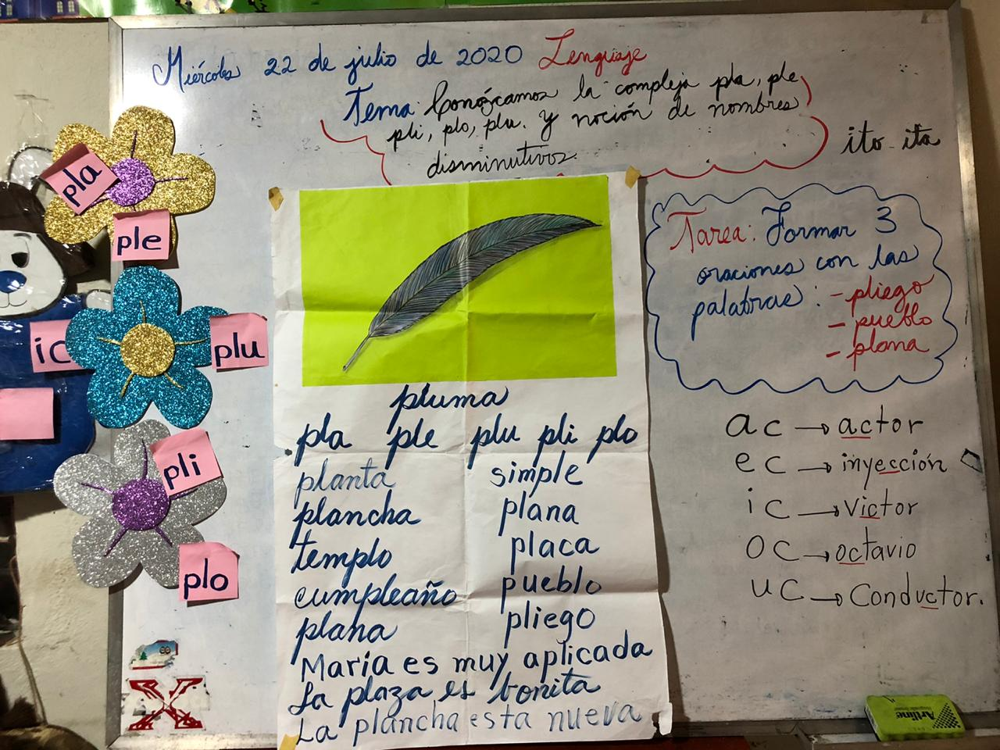 Miércoles 22 de julio de 2020 Lenguaje
Tema: Conózcamos la compleja pla, ple
pli, plo, plu. y noción de nombres
disminutivos.
ito - ita
pla
ple
ic
plu
pli
plo
pluma
pla ple plu pli plo
planta simple
plancha plana
templo placa
cumpleaño pueblo
plana pliego
Maria es muy aplicada
La plaza es bonita
La plancha esta nueva
Tarea: Formar 3
oraciones con las
palabras: - pliego
- pueblo
- plana
ac → actor
ec → inyección
ic → victor
oc → octavio
uc → Conductor.
Artline